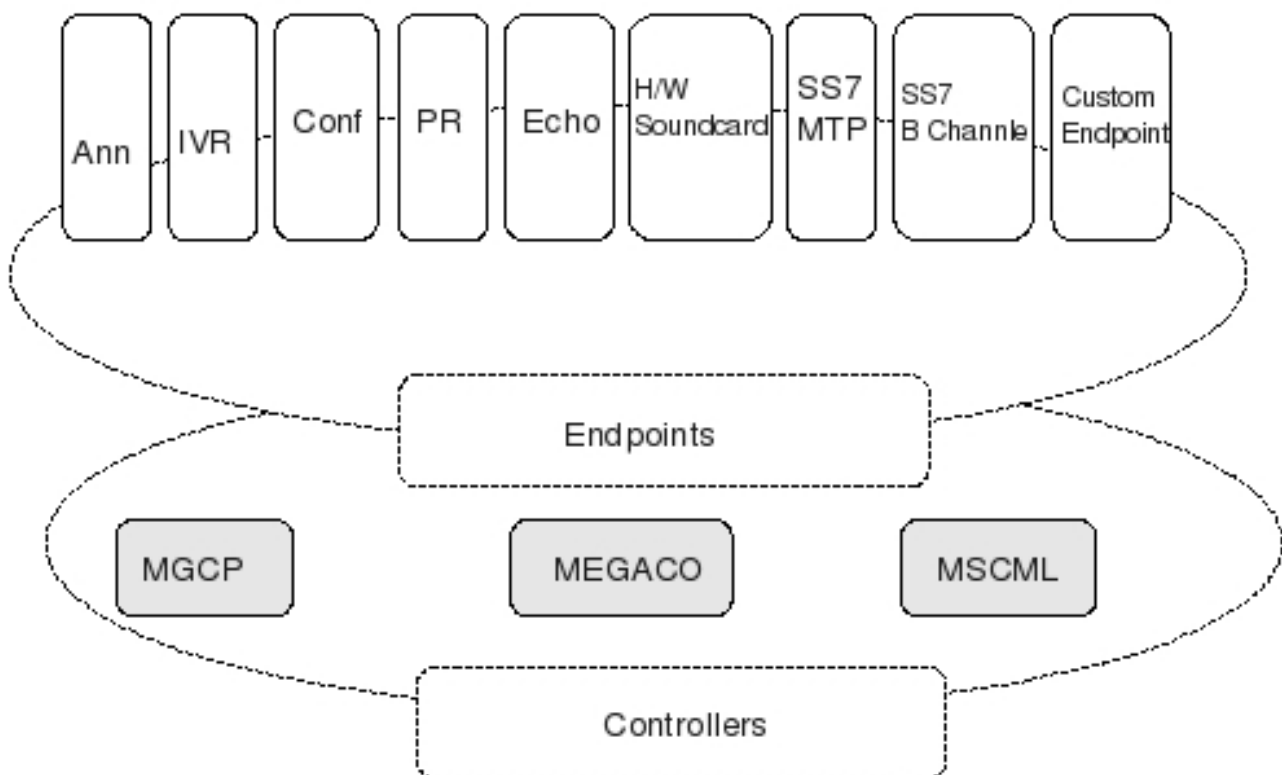 Ann
IVR
Conf
PR
Echo
H/W
Soundcard
SS7
MTP
SS7
B Channle
Custom
Endpoint
Endpoints
MGCP
MEGACO
MSCML
Controllers